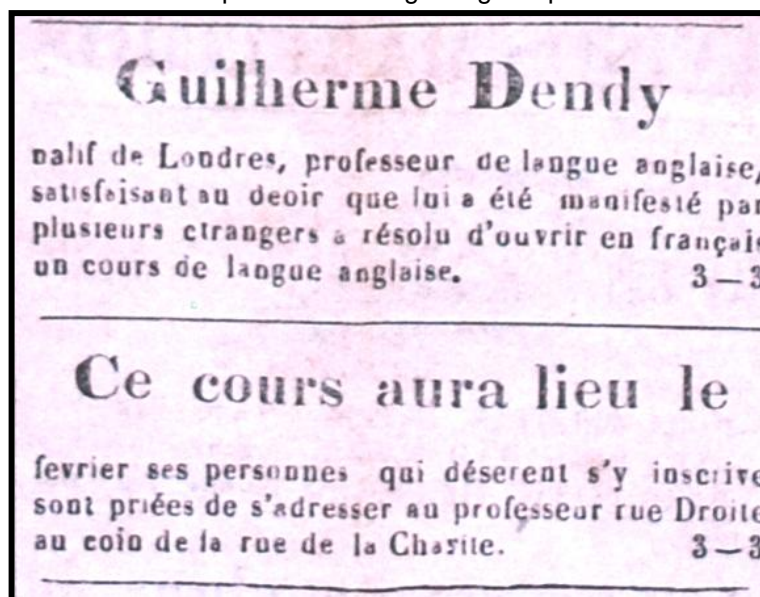 Guilherme Dendy
natif de Londres, professeur de langue anglaise,
satisfaisant au deoir que lui a été manifesté par
plusieurs etrangers a résolu d'ouvrir en français
un cours de langue anglaise. 3—3
Ce cours aura lieu le
fevrier ses personnes qui déserent s'y inscrive
sont priées de s'adresser au professeur rue Droite
au coin de la rue de la Charite. 3—3